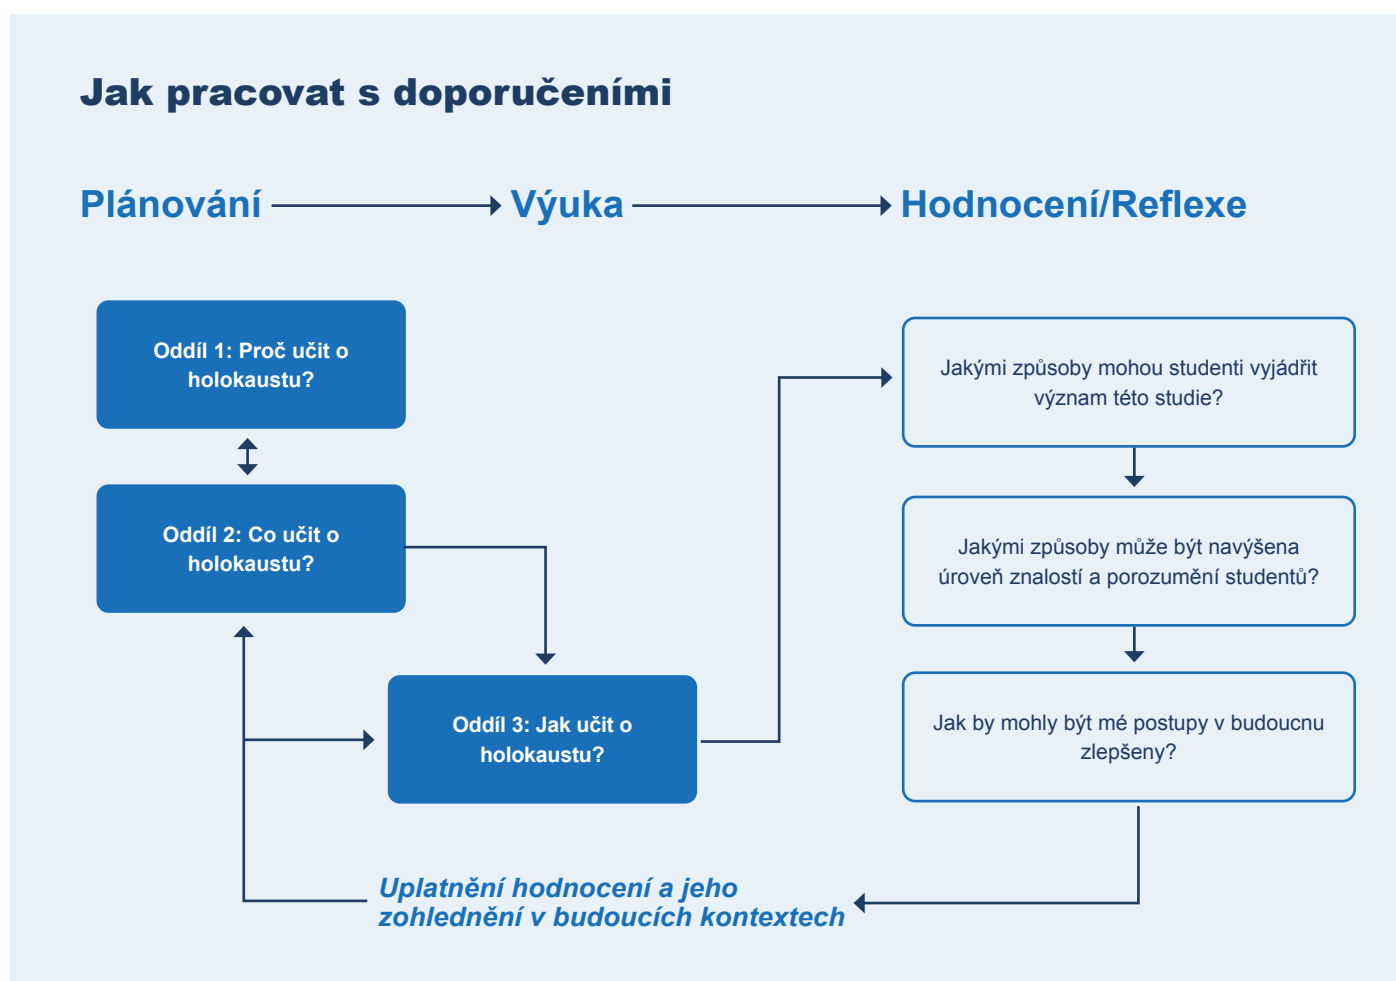 Jak pracovat s doporučeními
Plánování
Výuka
Hodnocení/Reflexe
Oddíl 1: Proč učit o
holokaustu?
Oddíl 2: Co učit o
holokaustu?
Oddíl 3: Jak učit o
holokaustu?
Jakými způsoby mohou studenti vyjádřit
význam této studie?
Jakými způsoby může být navýšena
úroveň znalostí a porozumění studentů?
Jak by mohly být mé postupy v budoucnu
zlepšeny?
Uplatnění hodnocení a jeho
zohlednění v budoucích kontextech